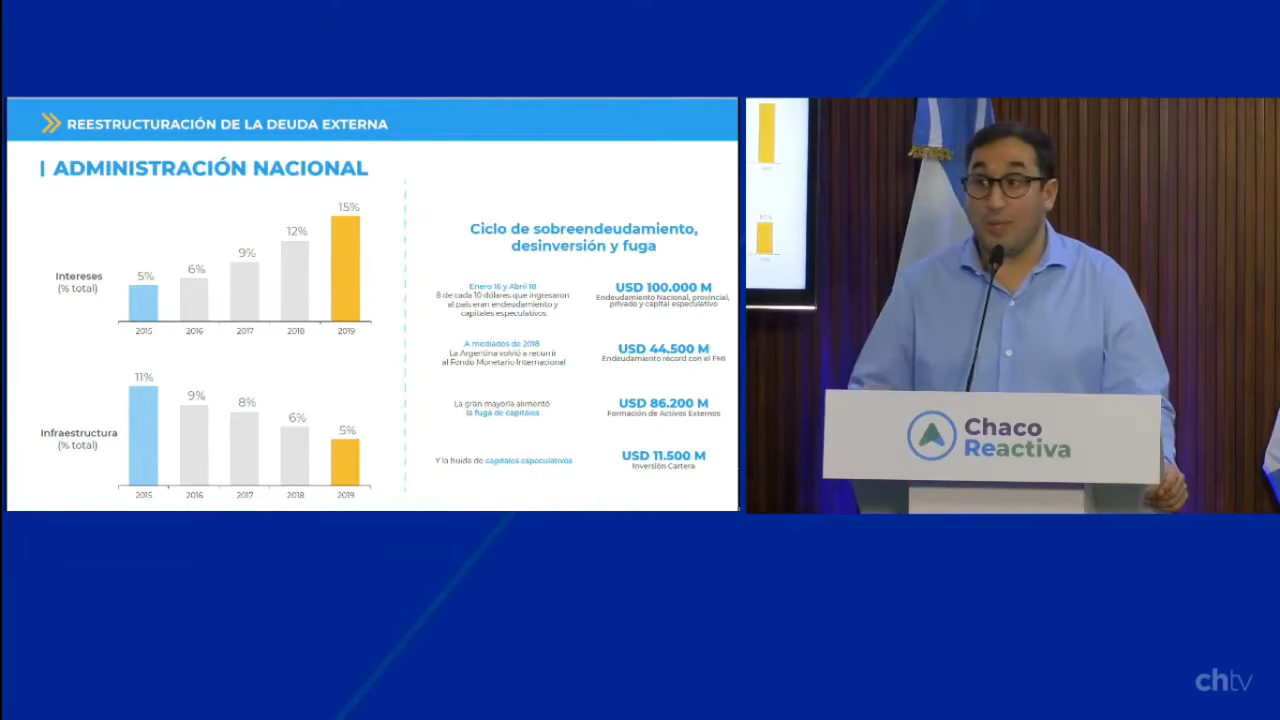 REESTRUCTURACIÓN DE LA DEUDA EXTERNA
ADMINISTRACIÓN NACIONAL
Intereses
(% total)
5%
6%
9%
12%
15%
2015
2016
2017
2018
2019
Infraestructura
(% total)
11%
9%
8%
6%
5%
2015
2016
2017
2018
2019
Ciclo de sobreendeudamiento,
desinversión y fuga
Enero 16 y Abril 18
8 de cada 10 dólares que ingresaron
al país eran endeudamiento y
capitales especulativos.
USD 100.000 M
Endeudamiento Nacional, provincial,
privado y capital especulativo
A mediados de 2018
La Argentina volvió a recurrir
al Fondo Monetario Internacional
USD 44.500 M
Endeudamiento récord con el FMI
La gran mayoría alimentó
la fuga de capitales
USD 86.200 M
Formación de Activos Externos
Y la huida de capitales especulativos
USD 11.500 M
Inversión Cartera
Chaco
Reactiva
chtv